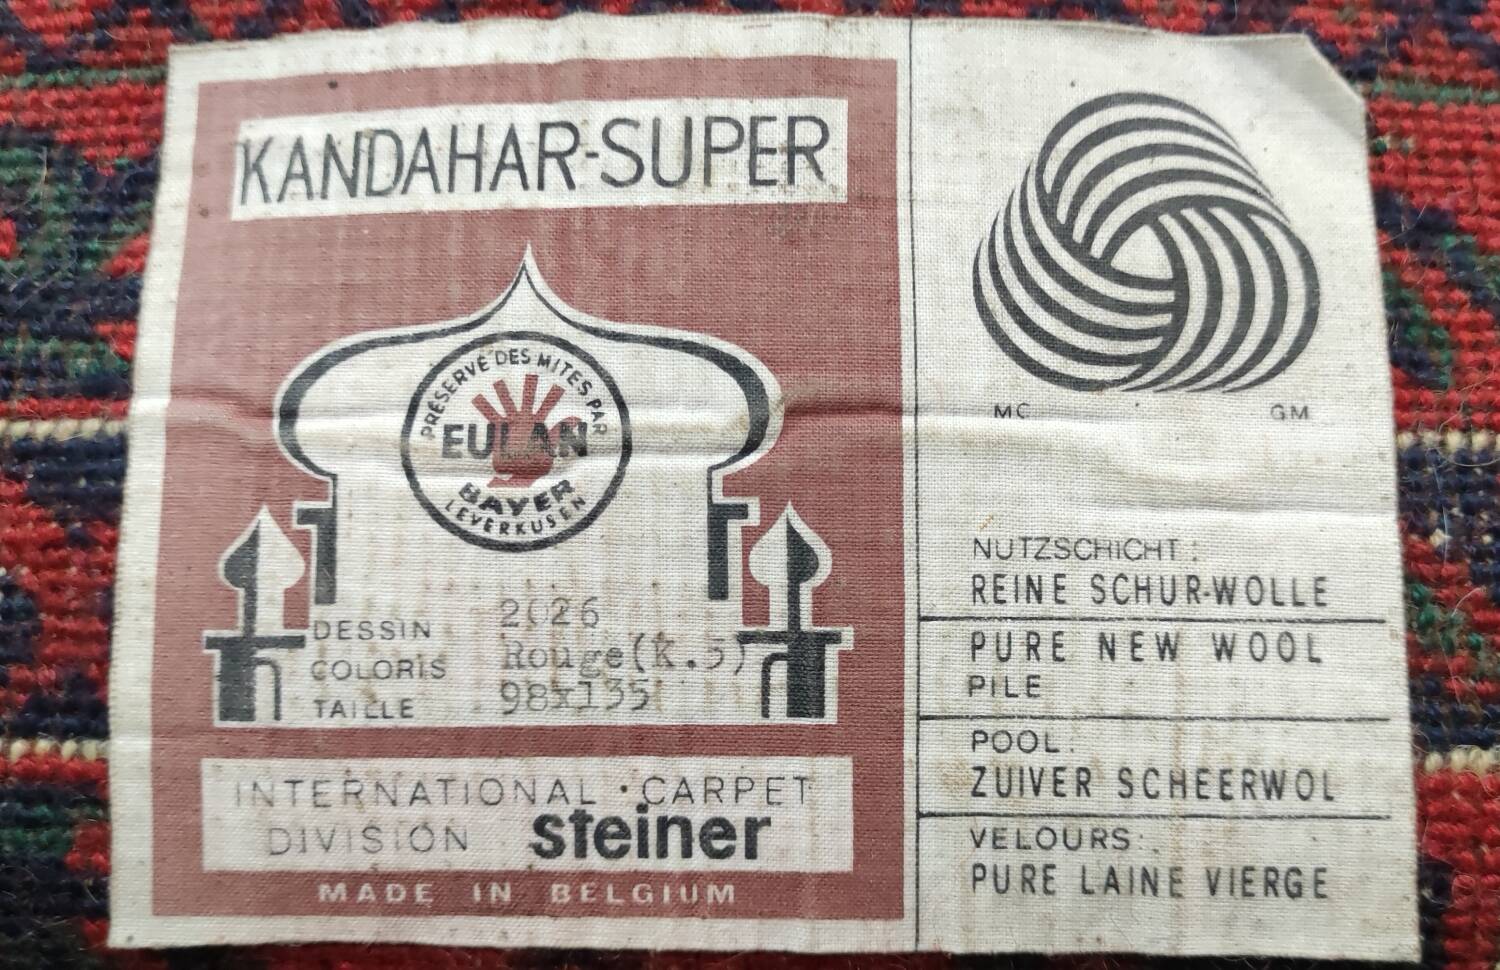 KANDAHAR-SUPER
PRÉSERVÉ DES MITES PAR
EULAN
BAYER
LEVERKUSEN
DESSIN 2026
COLORIS Rouge(K.5)
TAILLE 98x135
INTERNATIONAL · CARPET
DIVISION steiner
MADE IN BELGIUM
MC GM
NUTZSCHICHT:
REINE SCHUR-WOLLE
PURE NEW WOOL
PILE
POOL:
ZUIVER SCHEERWOL
VELOURS:
PURE LAINE VIERGE